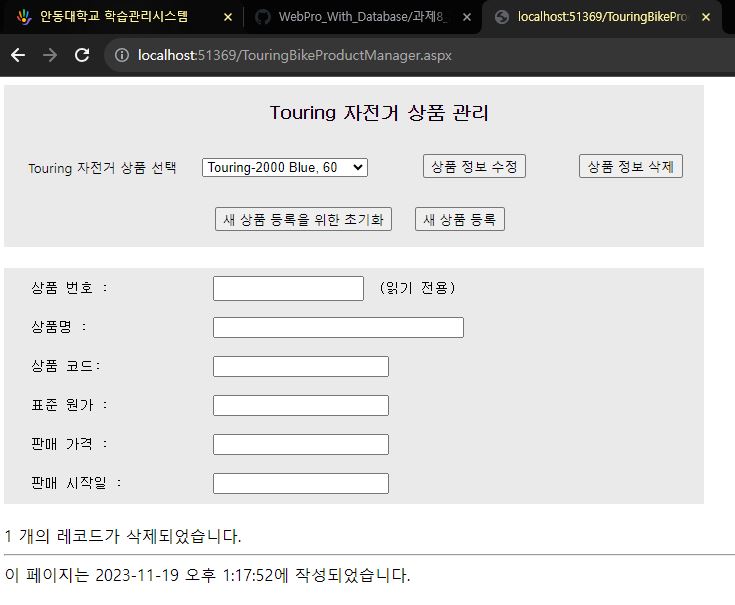 안동대학교 학습관리시스템
WebPro_With_Database/과제8_
localhost:51369/TouringBikePro
localhost:51369/TouringBikeProductManager.aspx
Touring 자전거 상품 관리
Touring 자전거 상품 선택 Touring-2000 Blue, 60 상품 정보 수정 상품 정보 삭제
새 상품 등록을 위한 초기화 새 상품 등록
상품 번호 : (읽기 전용)
상품명 :
상품 코드:
표준 원가 :
판매 가격 :
판매 시작일 :
1 개의 레코드가 삭제되었습니다.
이 페이지는 2023-11-19 오후 1:17:52에 작성되었습니다.